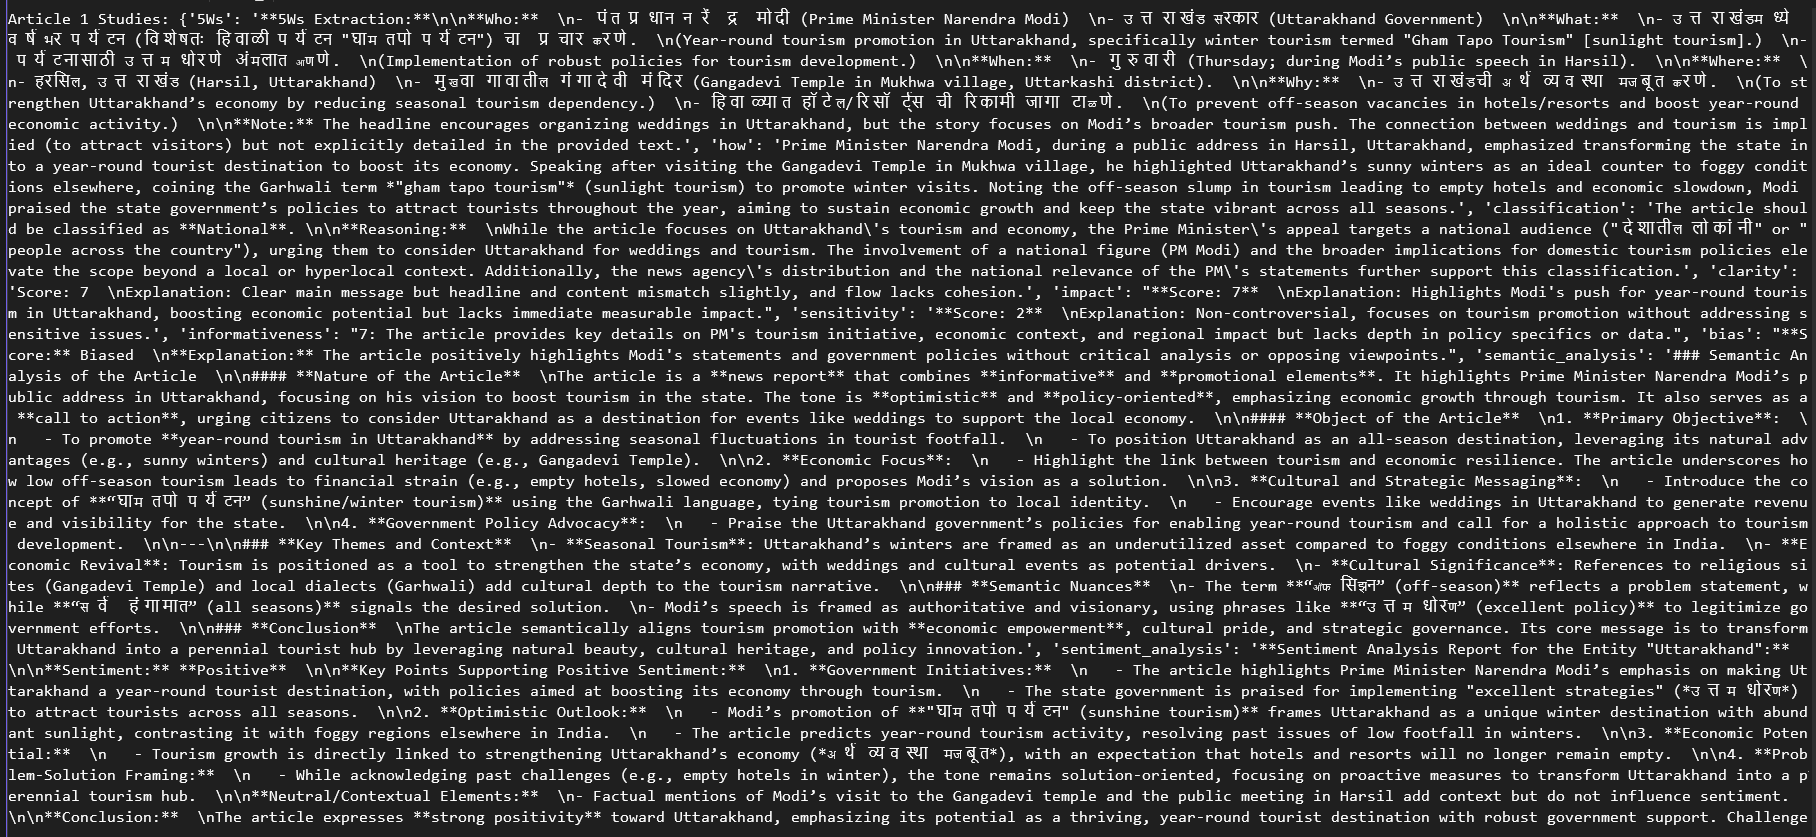 Article 1 Studies: {'5Ws': '**5Ws Extraction:**\n\n**Who:**  \n- पंतप्रधान नरेंद्र मोदी (Prime Minister Narendra Modi)  \n- उत्तराखंड सरकार (Uttarakhand Government)  \n\n**What:**  \n- उत्तराखंडमध्ये
वर्षभर पर्यटन (विशेषतः हिवाळी पर्यटन "घाम तपो पर्यटन") चा प्रचार करणे.  \n(Year-round tourism promotion in Uttarakhand, specifically winter tourism termed "Gham Tapo Tourism" [sunlight tourism].)  \n-
पर्यटनासाठी उत्तम धोरणे अंमलात आणणे.  \n(Implementation of robust policies for tourism development.)  \n\n**When:**  \n- गुरुवारी (Thursday; during Modi's public speech in Harsil).  \n\n**Where:**  \
n- हरसिल, उत्तराखंड (Harsil, Uttarakhand)  \n- मुखवा गावातील गंगादेवी मंदिर (Gangadevi Temple in Mukhwa village, Uttarkashi district).  \n\n**Why:**  \n- उत्तराखंडची अर्थव्यवस्था मजबूत करणे.  \n(To st
rengthen Uttarakhand's economy by reducing seasonal tourism dependency.)  \n- हिवाळ्यात हॉटेल/रिसॉर्ट्सची रिकामी जागा टाळणे.  \n(To prevent off-season vacancies in hotels/resorts and boost year-round
economic activity.)  \n\n**Note:** The headline encourages organizing weddings in Uttarakhand, but the story focuses on Modi's broader tourism push. The connection between weddings and tourism is impl
ied (to attract visitors) but not explicitly detailed in the provided text.', 'how': 'Prime Minister Narendra Modi, during a public address in Harsil, Uttarakhand, emphasized transforming the state in
to a year-round tourist destination to boost its economy. Speaking after visiting the Gangadevi Temple in Mukhwa village, he highlighted Uttarakhand's sunny winters as an ideal counter to foggy condit
ions elsewhere, coining the Garhwali term *"gham tapo tourism"* (sunlight tourism) to promote winter visits. Noting the off-season slump in tourism leading to empty hotels and economic slowdown, Modi
praised the state government's policies to attract tourists throughout the year, aiming to sustain economic growth and keep the state vibrant across all seasons.', 'classification': 'The article shoul
d be classified as **National**. \n\n**Reasoning:**  \nWhile the article focuses on Uttarakhand\'s tourism and economy, the Prime Minister\'s appeal targets a national audience ("देशातील लोकांनी" or "
people across the country"), urging them to consider Uttarakhand for weddings and tourism. The involvement of a national figure (PM Modi) and the broader implications for domestic tourism policies ele
vate the scope beyond a local or hyperlocal context. Additionally, the news agency\'s distribution and the national relevance of the PM\'s statements further support this classification.', 'clarity':
'Score: 7  \nExplanation: Clear main message but headline and content mismatch slightly, and flow lacks cohesion.', 'impact': "**Score: 7**  \nExplanation: Highlights Modi's push for year-round touris
m in Uttarakhand, boosting economic potential but lacks immediate measurable impact.", 'sensitivity': '**Score: 2**  \nExplanation: Non-controversial, focuses on tourism promotion without addressing s
ensitive issues.', 'informativeness': "7: The article provides key details on PM's tourism initiative, economic context, and regional impact but lacks depth in policy specifics or data.", 'bias': "**S
core:** Biased  \n**Explanation:** The article positively highlights Modi's statements and government policies without critical analysis or opposing viewpoints.", 'semantic_analysis': '### Semantic An
alysis of the Article  \n\n#### **Nature of the Article**  \nThe article is a **news report** that combines **informative** and **promotional elements**. It highlights Prime Minister Narendra Modi's p
ublic address in Uttarakhand, focusing on his vision to boost tourism in the state. The tone is **optimistic** and **policy-oriented**, emphasizing economic growth through tourism. It also serves as a
**call to action**, urging citizens to consider Uttarakhand as a destination for events like weddings to support the local economy.  \n\n#### **Object of the Article**  \n1. **Primary Objective**:  \
n   - To promote **year-round tourism in Uttarakhand** by addressing seasonal fluctuations in tourist footfall.  \n   - To position Uttarakhand as an all-season destination, leveraging its natural adv
antages (e.g., sunny winters) and cultural heritage (e.g., Gangadevi Temple).  \n\n2. **Economic Focus**:  \n   - Highlight the link between tourism and economic resilience. The article underscores ho
w low off-season tourism leads to financial strain (e.g., empty hotels, slowed economy) and proposes Modi's vision as a solution.  \n\n3. **Cultural and Strategic Messaging**:  \n   - Introduce the co
ncept of **“घाम तपो पर्यटन” (sunshine/winter tourism)** using the Garhwali language, tying tourism promotion to local identity.  \n   - Encourage events like weddings in Uttarakhand to generate revenu
e and visibility for the state.  \n\n4. **Government Policy Advocacy**:  \n   - Praise the Uttarakhand government's policies for enabling year-round tourism and call for a holistic approach to tourism
development.  \n\n---\n\n### **Key Themes and Context**  \n- **Seasonal Tourism**: Uttarakhand's winters are framed as an underutilized asset compared to foggy conditions elsewhere in India.  \n- **E
conomic Revival**: Tourism is positioned as a tool to strengthen the state's economy, with weddings and cultural events as potential drivers.  \n- **Cultural Significance**: References to religious si
tes (Gangadevi Temple) and local dialects (Garhwali) add cultural depth to the tourism narrative.  \n\n### **Semantic Nuances**  \n- The term **“ऑफ सिझन” (off-season)** reflects a problem statement, w
hile **“सर्व हंगामात” (all seasons)** signals the desired solution.  \n- Modi's speech is framed as authoritative and visionary, using phrases like **“उत्तम धोरण” (excellent policy)** to legitimize go
vernment efforts.  \n\n### **Conclusion**  \nThe article semantically aligns tourism promotion with **economic empowerment**, cultural pride, and strategic governance. Its core message is to transform
Uttarakhand into a perennial tourist hub by leveraging natural beauty, cultural heritage, and policy innovation.', 'sentiment_analysis': '**Sentiment Analysis Report for the Entity "Uttarakhand":**
\n\n**Sentiment:** **Positive**  \n\n**Key Points Supporting Positive Sentiment:**  \n1. **Government Initiatives:**  \n   - The article highlights Prime Minister Narendra Modi's emphasis on making Ut
tarakhand a year-round tourist destination, with policies aimed at boosting its economy through tourism.  \n   - The state government is praised for implementing "excellent strategies" (*उत्तम धोरण*)
to attract tourists across all seasons.  \n\n2. **Optimistic Outlook:**  \n   - Modi's promotion of **"घाम तपो पर्यटन" (sunshine tourism)** frames Uttarakhand as a unique winter destination with abund
ant sunlight, contrasting it with foggy regions elsewhere in India.  \n   - The article predicts year-round tourism activity, resolving past issues of low footfall in winters.  \n\n3. **Economic Poten
tial:**  \n   - Tourism growth is directly linked to strengthening Uttarakhand's economy (*अर्थव्यवस्था मजबूत*), with an expectation that hotels and resorts will no longer remain empty.  \n\n4. **Prob
lem-Solution Framing:**  \n   - While acknowledging past challenges (e.g., empty hotels in winter), the tone remains solution-oriented, focusing on proactive measures to transform Uttarakhand into a p
erennial tourism hub.  \n\n**Neutral/Contextual Elements:**  \n- Factual mentions of Modi's visit to the Gangadevi temple and the public meeting in Harsil add context but do not influence sentiment.
\n\n**Conclusion:**  \nThe article expresses **strong positivity** toward Uttarakhand, emphasizing its potential as a thriving, year-round tourist destination with robust government support. Challenge